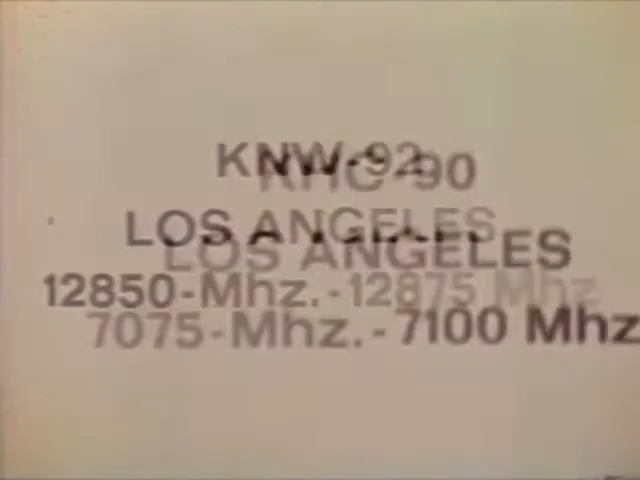 KNW-92
KHC-90
LOS ANGELES
LOS ANGELES
12850-Mhz.-12875 Mhz
7075-Mhz.-7100 Mhz